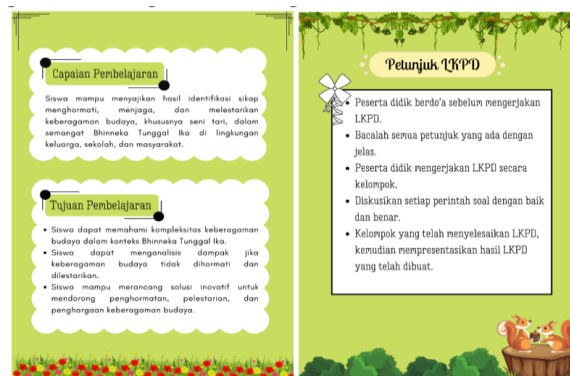 Capaian Pembelajaran
Siswa mampu menyajikan hasil identifikasi sikap
menghormati, menjaga, dan melestarikan
keberagaman budaya, khususnya seni tari, dalam
semangat Bhinneka Tunggal Ika di lingkungan
keluarga, sekolah, dan masyarakat.
Tujuan Pembelajaran
• Siswa dapat memahami kompleksitas keberagaman
budaya dalam konteks Bhinneka Tunggal Ika.
• Siswa dapat menganalisis dampak jika
keberagaman budaya tidak dihormati dan
dilestarikan.
• Siswa mampu merancang solusi inovatif untuk
mendorong penghormatan, pelestarian, dan
penghargaan keberagaman budaya.
Petunjuk LKPD
• Peserta didik berdo'a sebelum mengerjakan
LKPD.
• Bacalah semua petunjuk yang ada dengan
jelas.
• Peserta didik mengerjakan LKPD secara
kelompok.
• Diskusikan setiap perintah soal dengan baik
dan benar.
• Kelompok yang telah menyelesaikan LKPD,
kemudian mempresentasikan hasil LKPD
yang telah dibuat.